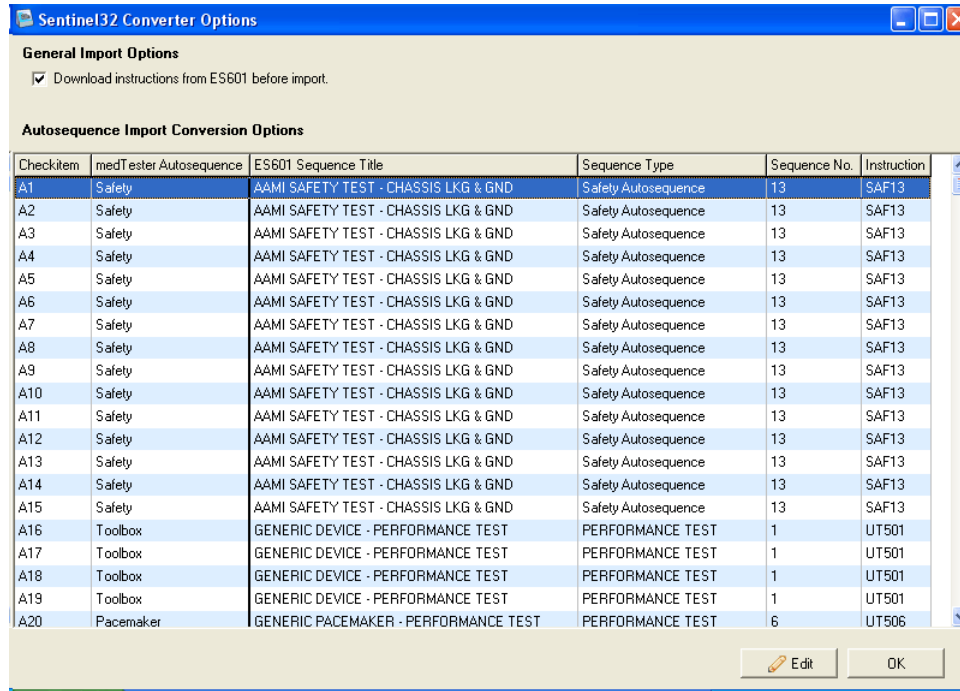 Sentinel32 Converter Options
General Import Options
Download instructions from ES601 before import.
Autosequence Import Conversion Options
Checkitem medTester Autosequence ES601 Sequence Title Sequence Type Sequence No. Instruction
A1 Safety AAMI SAFETY TEST - CHASSIS LKG & GND Safety Autosequence 13 SAF13
A2 Safety AAMI SAFETY TEST - CHASSIS LKG & GND Safety Autosequence 13 SAF13
A3 Safety AAMI SAFETY TEST - CHASSIS LKG & GND Safety Autosequence 13 SAF13
A4 Safety AAMI SAFETY TEST - CHASSIS LKG & GND Safety Autosequence 13 SAF13
A5 Safety AAMI SAFETY TEST - CHASSIS LKG & GND Safety Autosequence 13 SAF13
A6 Safety AAMI SAFETY TEST - CHASSIS LKG & GND Safety Autosequence 13 SAF13
A7 Safety AAMI SAFETY TEST - CHASSIS LKG & GND Safety Autosequence 13 SAF13
A8 Safety AAMI SAFETY TEST - CHASSIS LKG & GND Safety Autosequence 13 SAF13
A9 Safety AAMI SAFETY TEST - CHASSIS LKG & GND Safety Autosequence 13 SAF13
A10 Safety AAMI SAFETY TEST - CHASSIS LKG & GND Safety Autosequence 13 SAF13
A11 Safety AAMI SAFETY TEST - CHASSIS LKG & GND Safety Autosequence 13 SAF13
A12 Safety AAMI SAFETY TEST - CHASSIS LKG & GND Safety Autosequence 13 SAF13
A13 Safety AAMI SAFETY TEST - CHASSIS LKG & GND Safety Autosequence 13 SAF13
A14 Safety AAMI SAFETY TEST - CHASSIS LKG & GND Safety Autosequence 13 SAF13
A15 Safety AAMI SAFETY TEST - CHASSIS LKG & GND Safety Autosequence 13 SAF13
A16 Toolbox GENERIC DEVICE - PERFORMANCE TEST PERFORMANCE TEST 1 UT501
A17 Toolbox GENERIC DEVICE - PERFORMANCE TEST PERFORMANCE TEST 1 UT501
A18 Toolbox GENERIC DEVICE - PERFORMANCE TEST PERFORMANCE TEST 1 UT501
A19 Toolbox GENERIC DEVICE - PERFORMANCE TEST PERFORMANCE TEST 1 UT501
A20 Pacemaker GENERIC PACEMAKER - PERFORMANCE TEST PERFORMANCE TEST 6 UT506
Edit OK